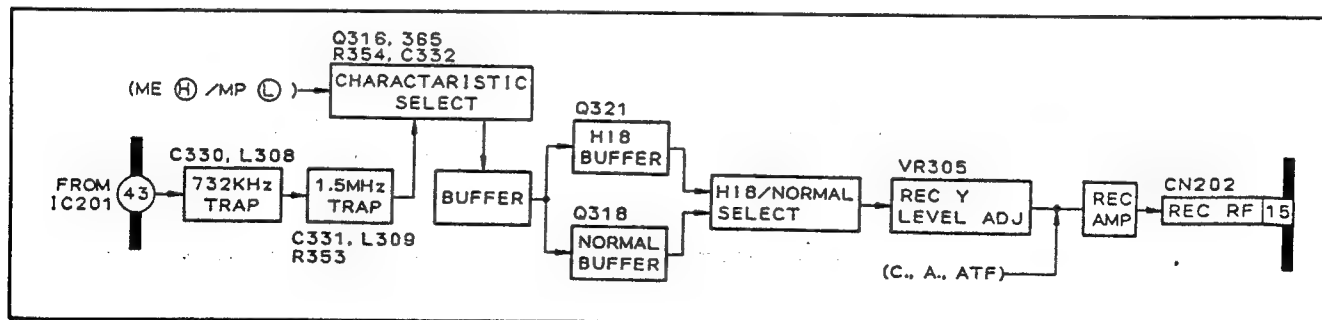 Q316, 365
R354, C332
(ME H /MP L )
CHARACTARISTIC
SELECT
FROM
IC201
43
C330, L308
732KHz
TRAP
1.5MHz
TRAP
C331, L309
R353
BUFFER
Q321
HI8
BUFFER
Q318
NORMAL
BUFFER
HI8/NORMAL
SELECT
VR305
REC Y
LEVEL ADJ
(C., A., ATF)
REC
AMP
CN202
REC RF 15